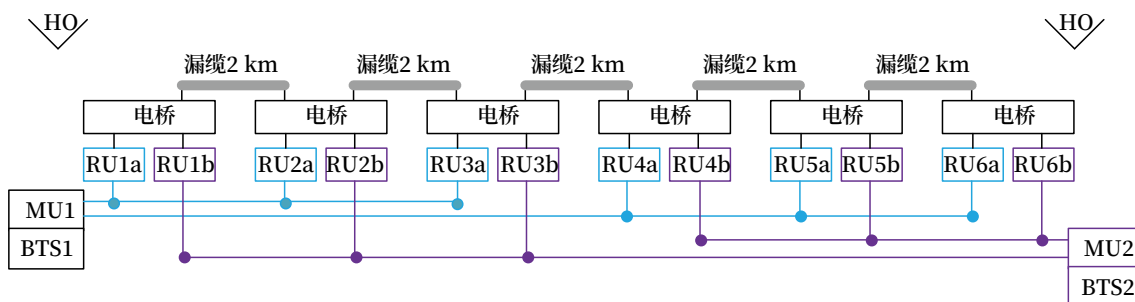 HO
HO
漏缆2 km
漏缆2 km
漏缆2 km
漏缆2 km
漏缆2 km
电桥
电桥
电桥
电桥
电桥
电桥
RU1a
RU1b
RU2a
RU2b
RU3a
RU3b
RU4a
RU4b
RU5a
RU5b
RU6a
RU6b
MU1
BTS1
MU2
BTS2